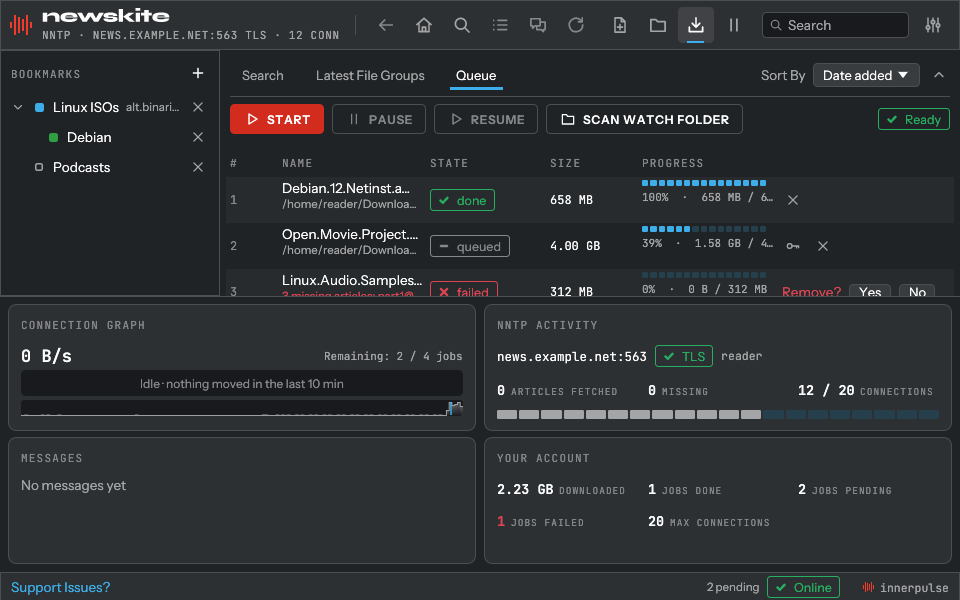 newskite
NNTP · NEWS.EXAMPLE.NET:563 TLS · 12 CONN
Search
BOOKMARKS
Linux ISOs alt.binari...
Debian
Podcasts
Search Latest File Groups Queue
Sort By Date added
START PAUSE RESUME SCAN WATCH FOLDER Ready
# NAME STATE SIZE PROGRESS
1 Debian.12.Netinst.a... done 658 MB 100% · 658 MB / 6...
/home/reader/Downloa...
2 Open.Movie.Project.... queued 4.00 GB 39% · 1.58 GB / 4...
/home/reader/Downloa...
3 Linux.Audio.Samples... failed 312 MB 0% · 0 B / 312 MB Remove? Yes No
CONNECTION GRAPH
0 B/s Remaining: 2 / 4 jobs
Idle · nothing moved in the last 10 min
NNTP ACTIVITY
news.example.net:563 TLS reader
0 ARTICLES FETCHED 0 MISSING 12 / 20 CONNECTIONS
MESSAGES
No messages yet
YOUR ACCOUNT
2.23 GB DOWNLOADED 1 JOBS DONE 2 JOBS PENDING
1 JOBS FAILED 20 MAX CONNECTIONS
Support Issues? 2 pending Online innerpulse